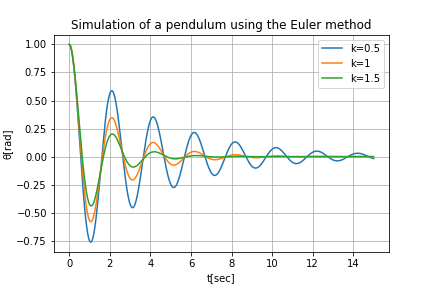 Simulation of a pendulum using the Euler method
k=0.5
k=1
k=1.5
1.00
0.75
0.50
0.25
0.00
−0.25
−0.50
−0.75
θ[rad]
0 2 4 6 8 10 12 14
t[sec]